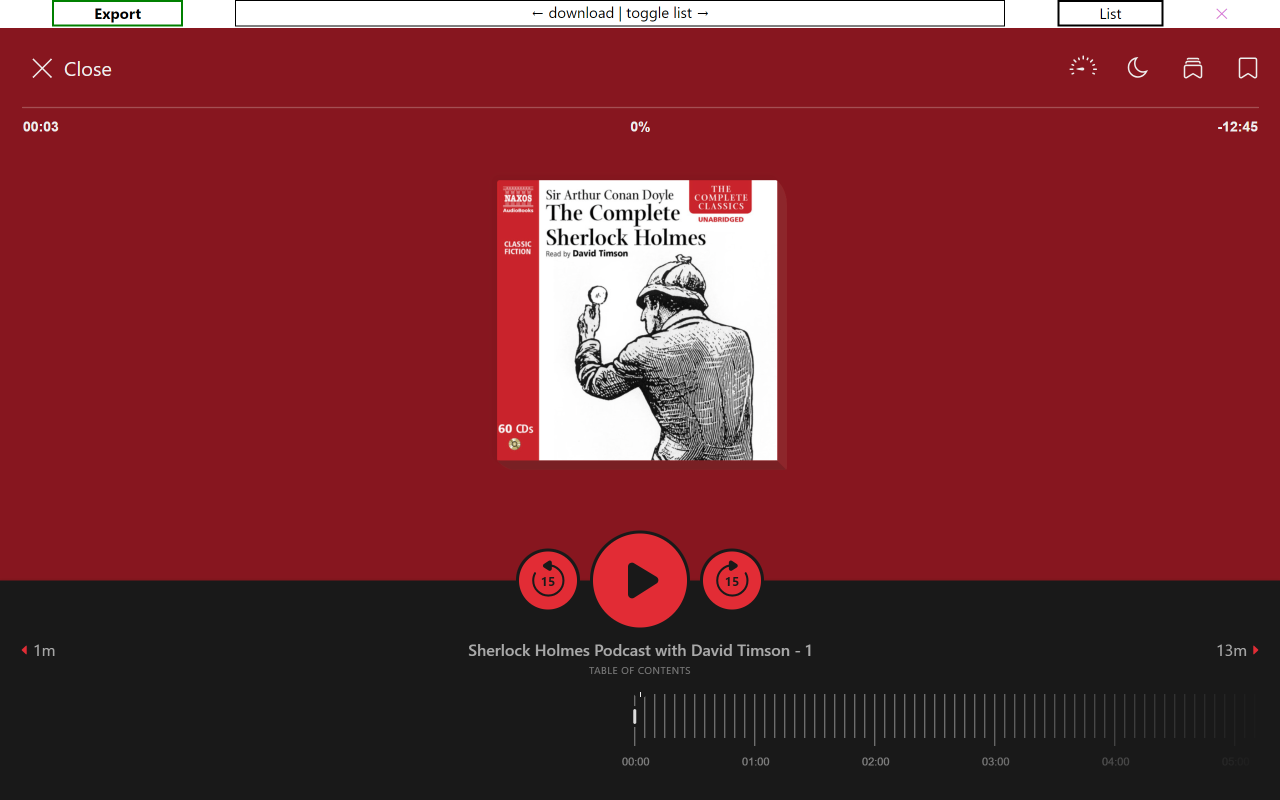 Export
← download | toggle list →
List
Close
00:03
0%
-12:45
NAXOS
AudioBooks
Sir Arthur Conan Doyle
The Complete
Sherlock Holmes
Read by David Timson
THE
COMPLETE
CLASSICS
UNABRIDGED
CLASSIC
FICTION
60 CDs
15
15
1m
Sherlock Holmes Podcast with David Timson - 1
13m
TABLE OF CONTENTS
00:00
01:00
02:00
03:00
04:00
05:00